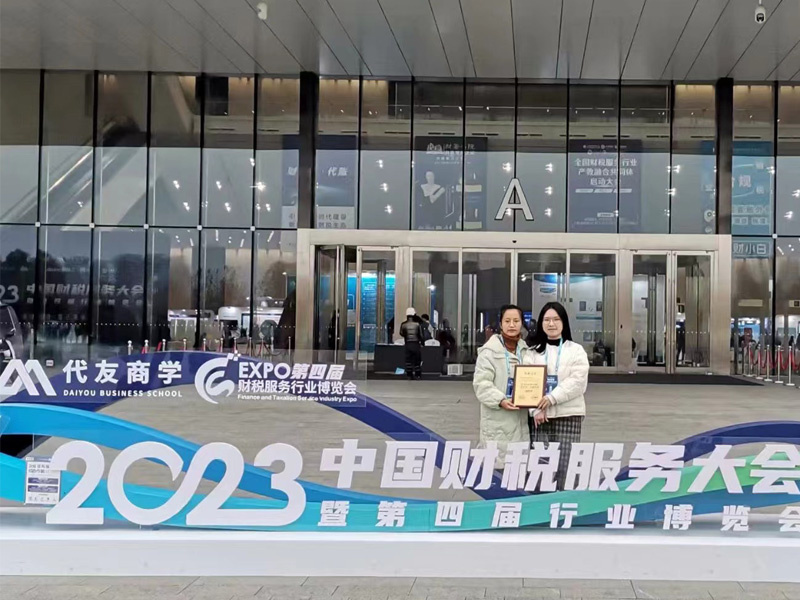 全国财税服务行业
产教融合共同体
启动大会
A
代友商学
DAIYOU BUSINESS SCHOOL
EXPO第四届
财税服务行业博览会
Finance and Taxation Service Industry Expo
2023
中国财税服务大会
暨第四届行业博览会